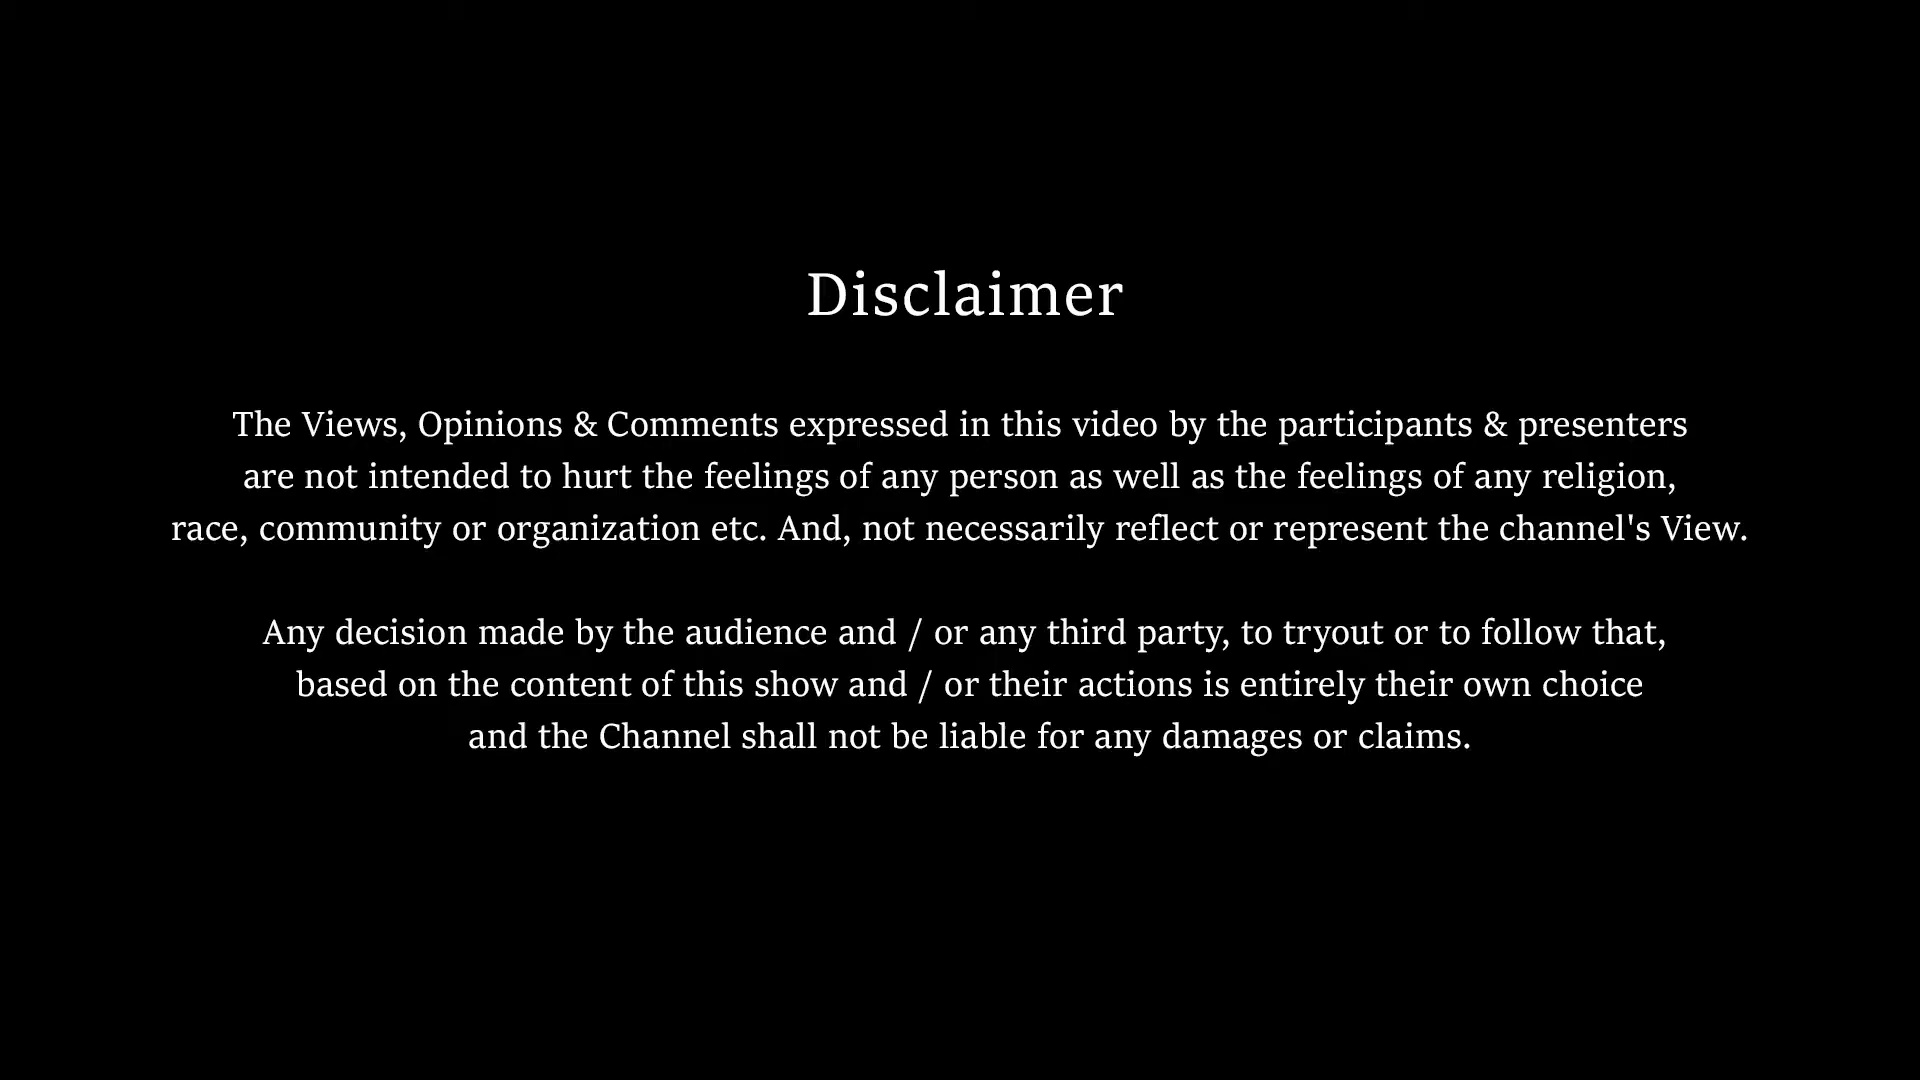 Disclaimer
The Views, Opinions & Comments expressed in this video by the participants & presenters
are not intended to hurt the feelings of any person as well as the feelings of any religion,
race, community or organization etc. And, not necessarily reflect or represent the channel's View.
Any decision made by the audience and / or any third party, to tryout or to follow that,
based on the content of this show and / or their actions is entirely their own choice
and the Channel shall not be liable for any damages or claims.